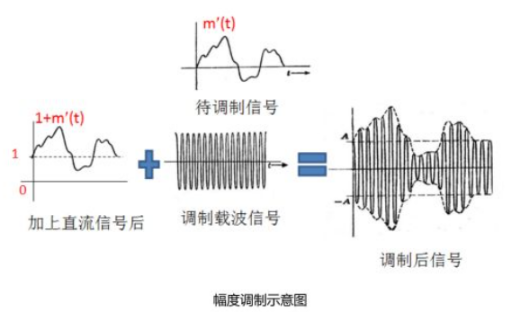 m'(t)
t
待调制信号
1+m'(t)
1
0
加上直流信号后
t
调制载波信号
A
-A
调制后信号
幅度调制示意图